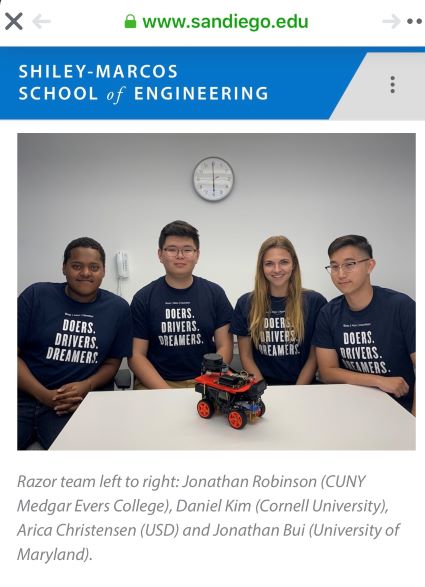 www.sandiego.edu
SHILEY-MARCOS
SCHOOL of ENGINEERING
DOERS.
DRIVERS.
DREAMERS.
DOERS.
DRIVERS.
DREAMERS.
DOERS.
DRIVERS.
DREAMERS.
DOERS.
DRIVERS.
DREAMERS.
Razor team left to right: Jonathan Robinson (CUNY
Medgar Evers College), Daniel Kim (Cornell University),
Arica Christensen (USD) and Jonathan Bui (University of
Maryland).